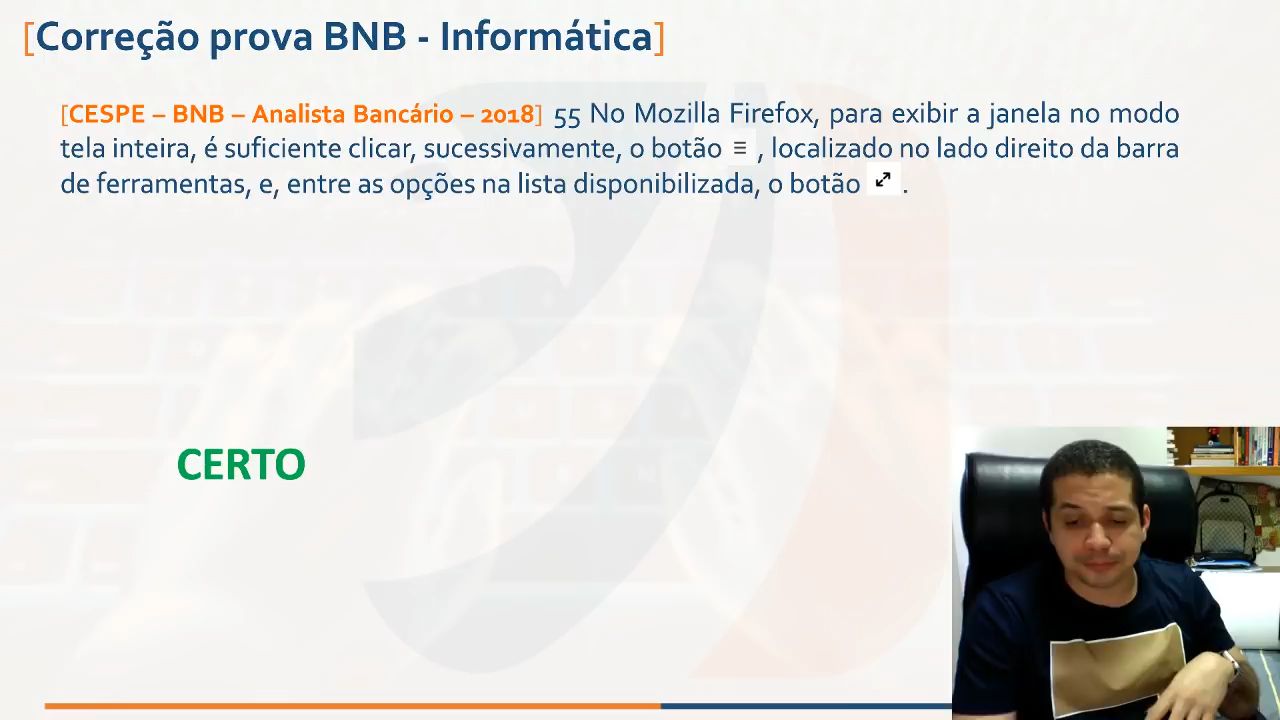 [Correção prova BNB - Informática]
[CESPE – BNB – Analista Bancário – 2018] 55 No Mozilla Firefox, para exibir a janela no modo
tela inteira, é suficiente clicar, sucessivamente, o botão ≡ , localizado no lado direito da barra
de ferramentas, e, entre as opções na lista disponibilizada, o botão ⤢ .
CERTO